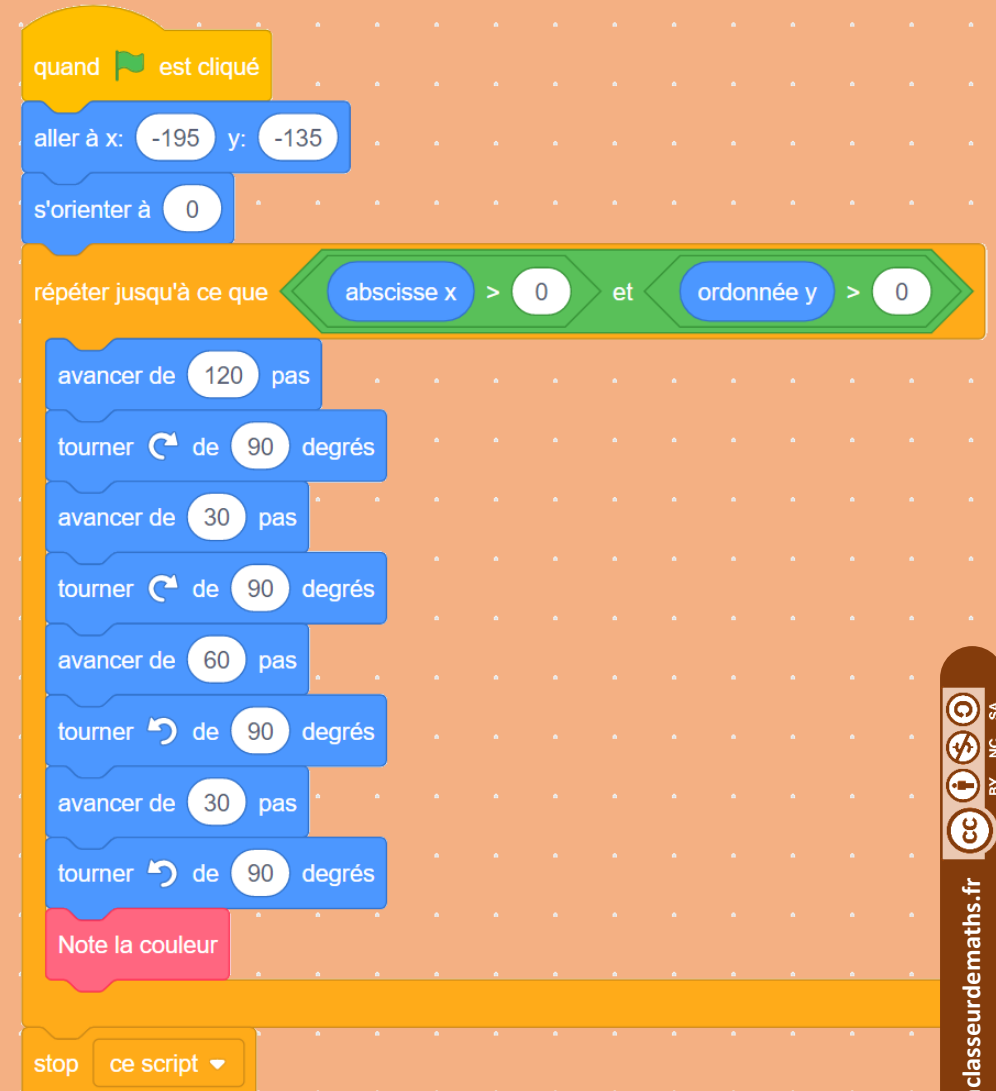 quand est cliqué
aller à x: -195 y: -135
s'orienter à 0
répéter jusqu'à ce que abscisse x > 0 et ordonnée y > 0
avancer de 120 pas
tourner de 90 degrés
avancer de 30 pas
tourner de 90 degrés
avancer de 60 pas
tourner de 90 degrés
avancer de 30 pas
tourner de 90 degrés
Note la couleur
stop ce script
classeurdemaths.fr
cc
BY NC SA